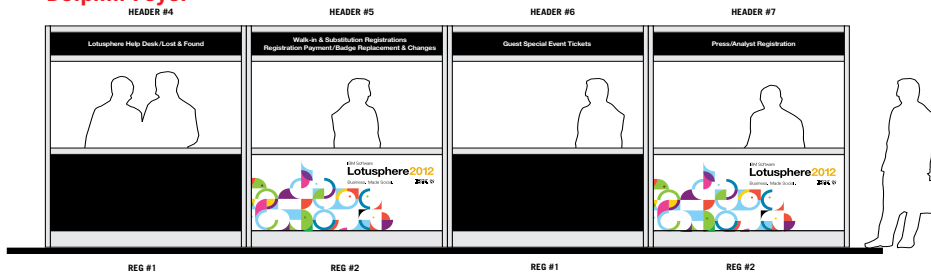 Dolphin Foyer
HEADER #4
HEADER #5
HEADER #6
HEADER #7
Lotusphere Help Desk/Lost & Found
Walk-in & Substitution Registrations
Registration Payment/Badge Replacement & Changes
Guest Special Event Tickets
Press/Analyst Registration
IBM Software
Lotusphere2012
Business. Made Social.
IBM Software
Lotusphere2012
Business. Made Social.
REG #1
REG #2
REG #1
REG #2